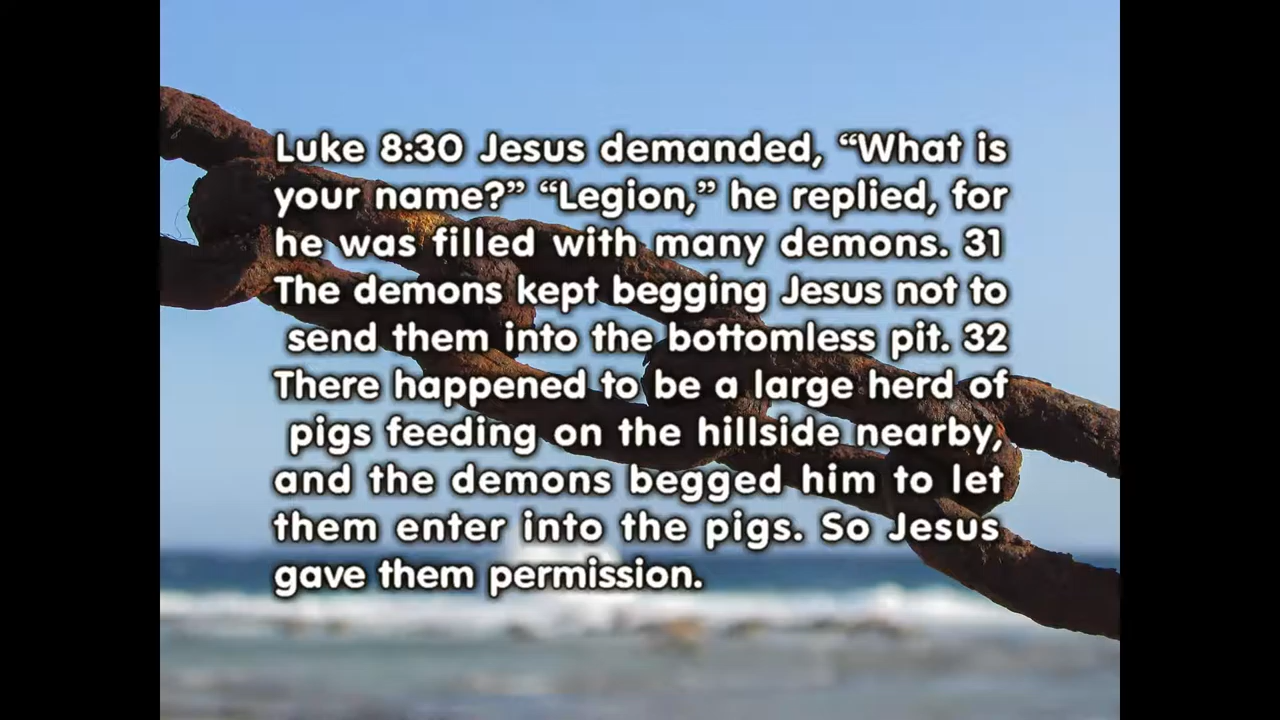 Luke 8:30 Jesus demanded, “What is
your name?” “Legion,” he replied, for
he was filled with many demons. 31
The demons kept begging Jesus not to
send them into the bottomless pit. 32
There happened to be a large herd of
pigs feeding on the hillside nearby,
and the demons begged him to let
them enter into the pigs. So Jesus
gave them permission.